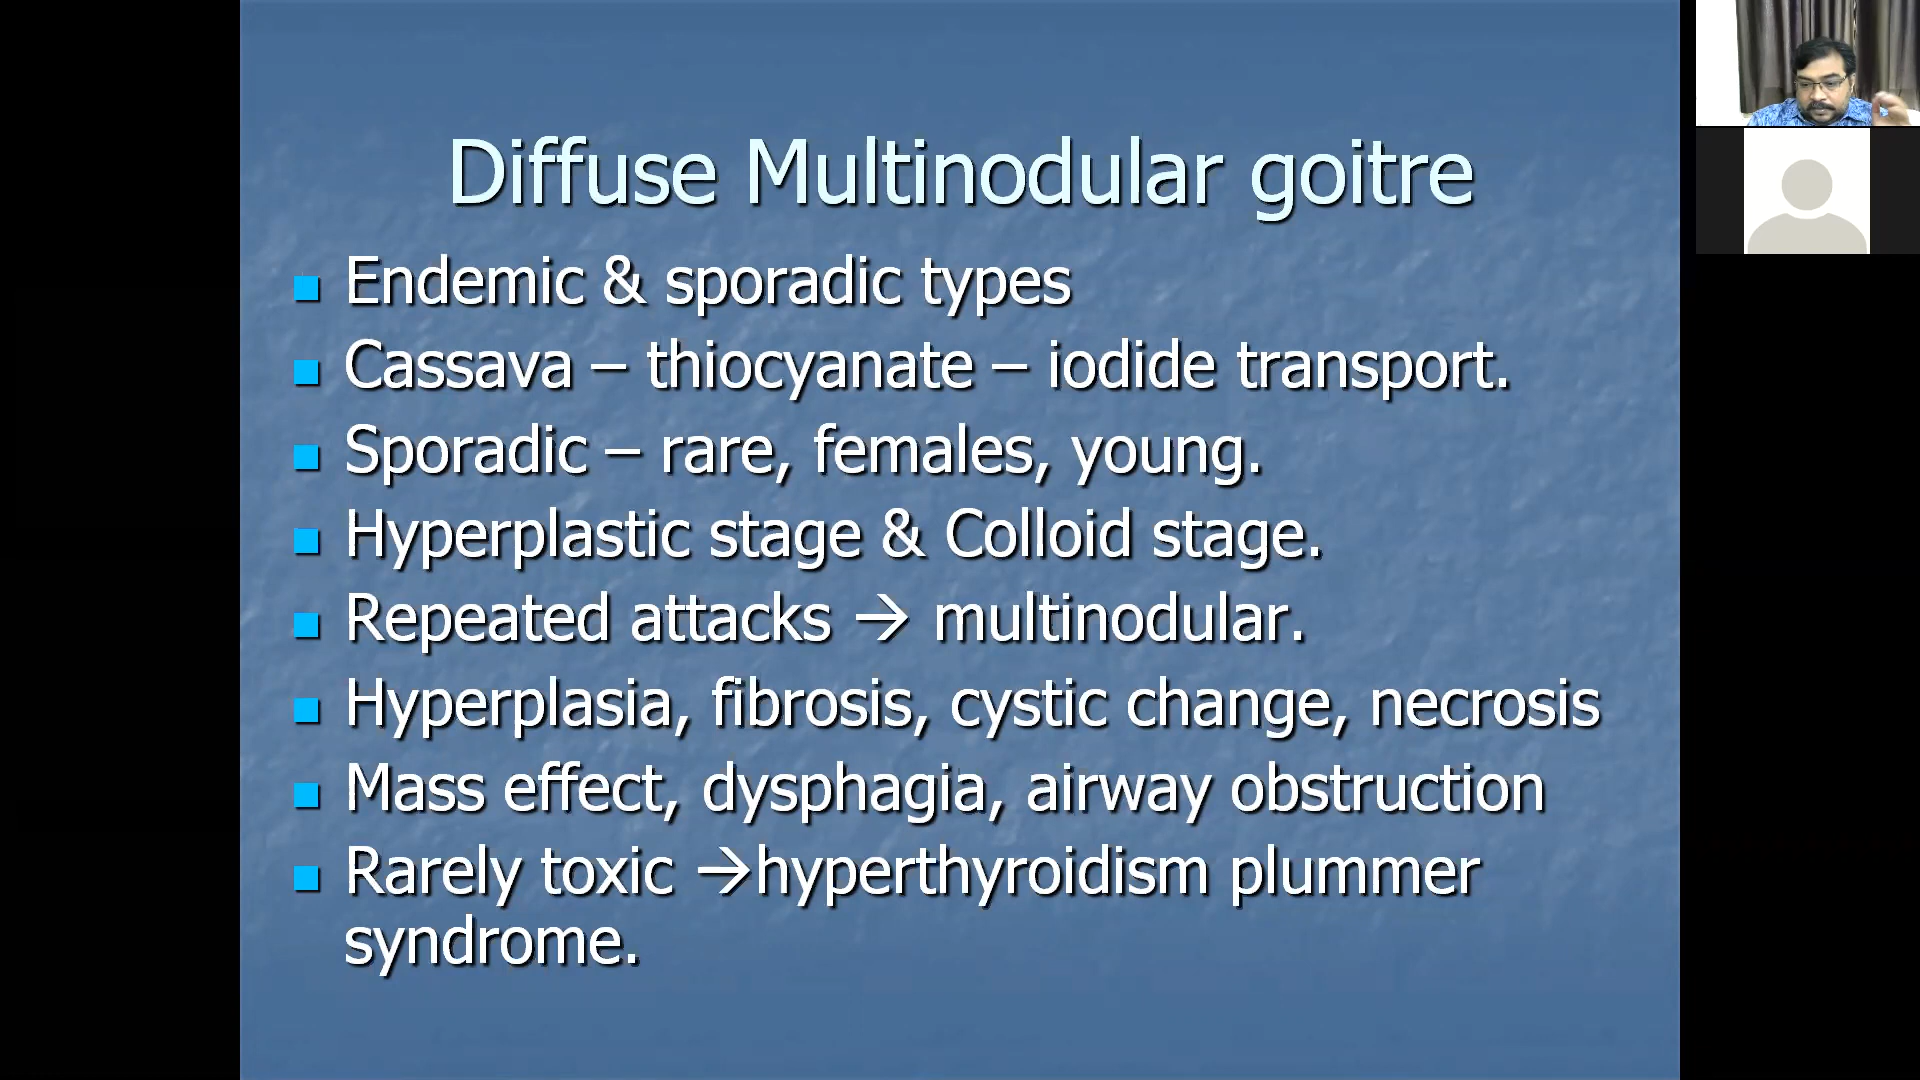 Diffuse Multinodular goitre
Endemic & sporadic types
Cassava – thiocyanate – iodide transport.
Sporadic – rare, females, young.
Hyperplastic stage & Colloid stage.
Repeated attacks → multinodular.
Hyperplasia, fibrosis, cystic change, necrosis
Mass effect, dysphagia, airway obstruction
Rarely toxic →hyperthyroidism plummer
syndrome.